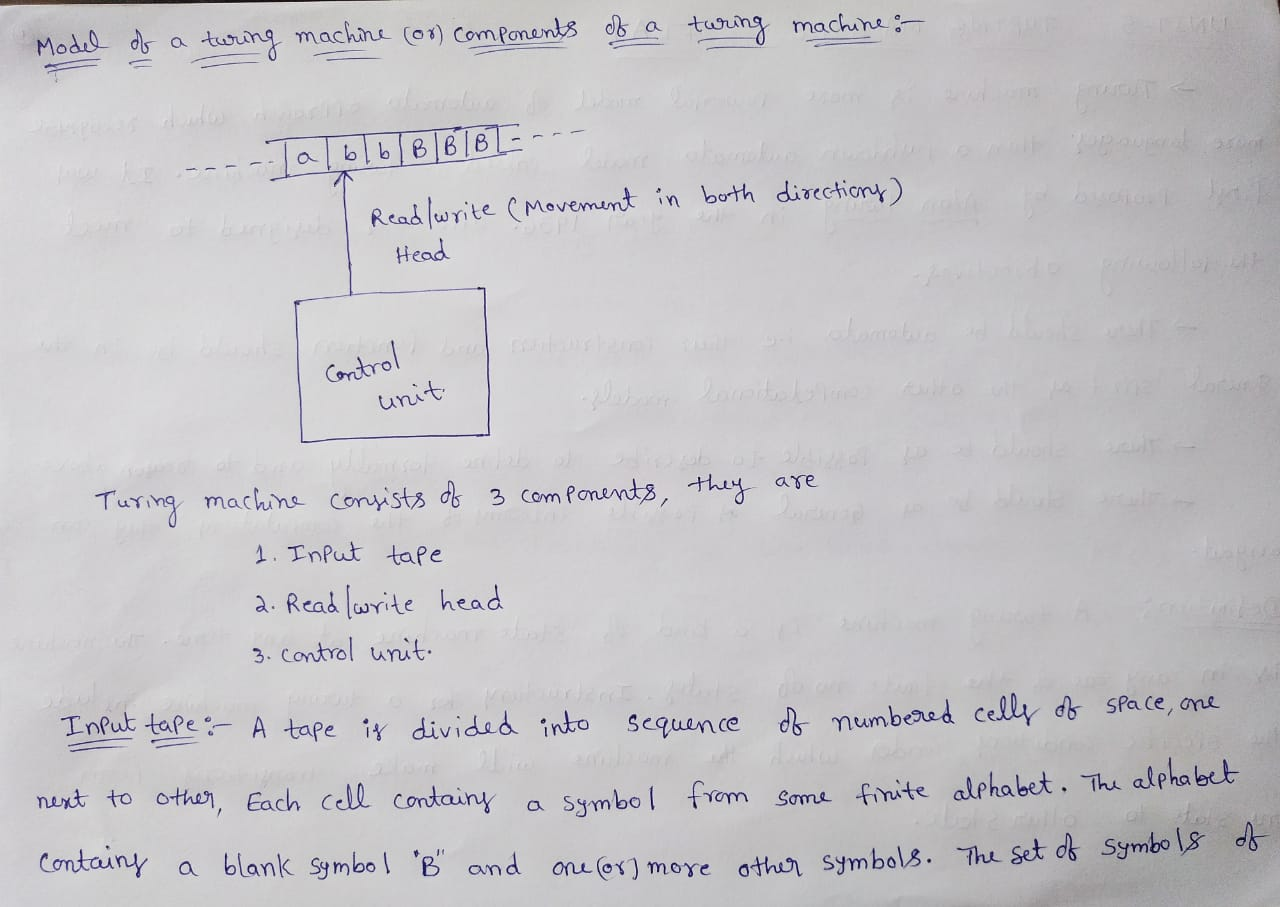 Model of a turing machine (or) components of a turing machine :-
----- a b b B B B ----
Read/write (Movement in both directions)
Head
Control
unit.
Turing machine consists of 3 components, they are
1. Input tape
2. Read/write head
3. control unit.
Input tape :- A tape is divided into sequence of numbered cells of space, one
next to other, Each cell contains a symbol from some finite alphabet. The alphabet
contains a blank symbol "B" and one (or) more other symbols. The set of symbols of